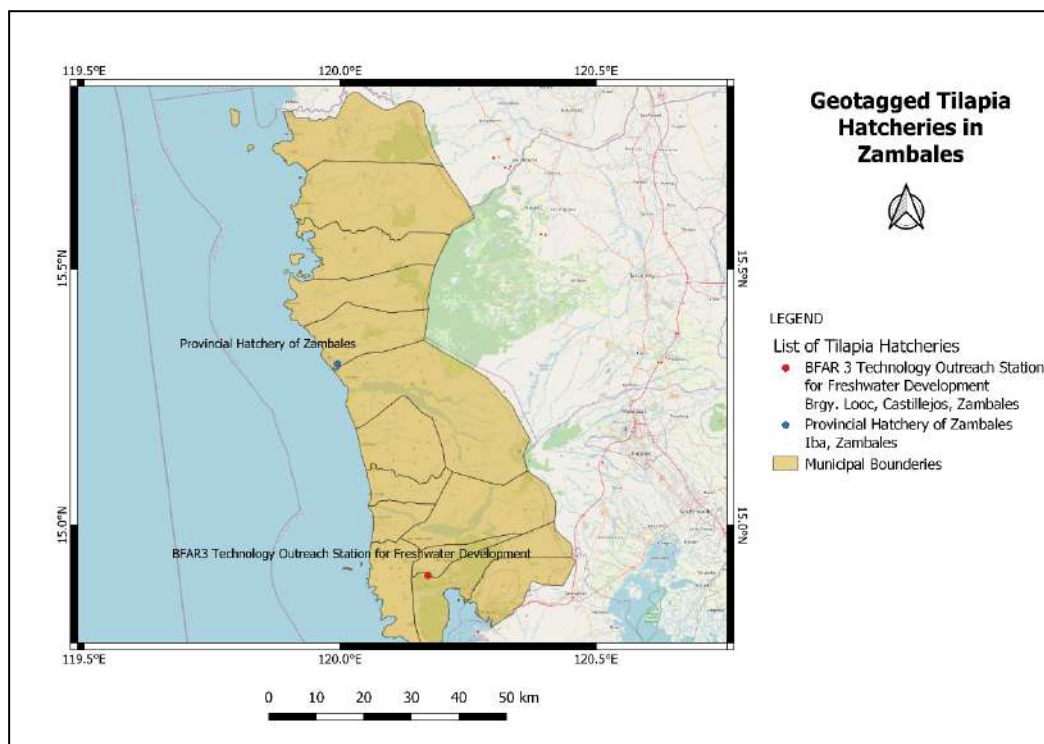 119.5°E 120.0°E 120.5°E
Geotagged Tilapia
Hatcheries in
Zambales
15.5°N 15.5°N
LEGEND
List of Tilapia Hatcheries
BFAR 3 Technology Outreach Station
for Freshwater Development
Brgy. Looc, Castillejos, Zambales
Provincial Hatchery of Zambales
Iba, Zambales
Municipal Bounderies
Provincial Hatchery of Zambales
15.0°N 15.0°N
BFAR3 Technology Outreach Station for Freshwater Development
119.5°E 120.0°E 120.5°E
0 10 20 30 40 50 km